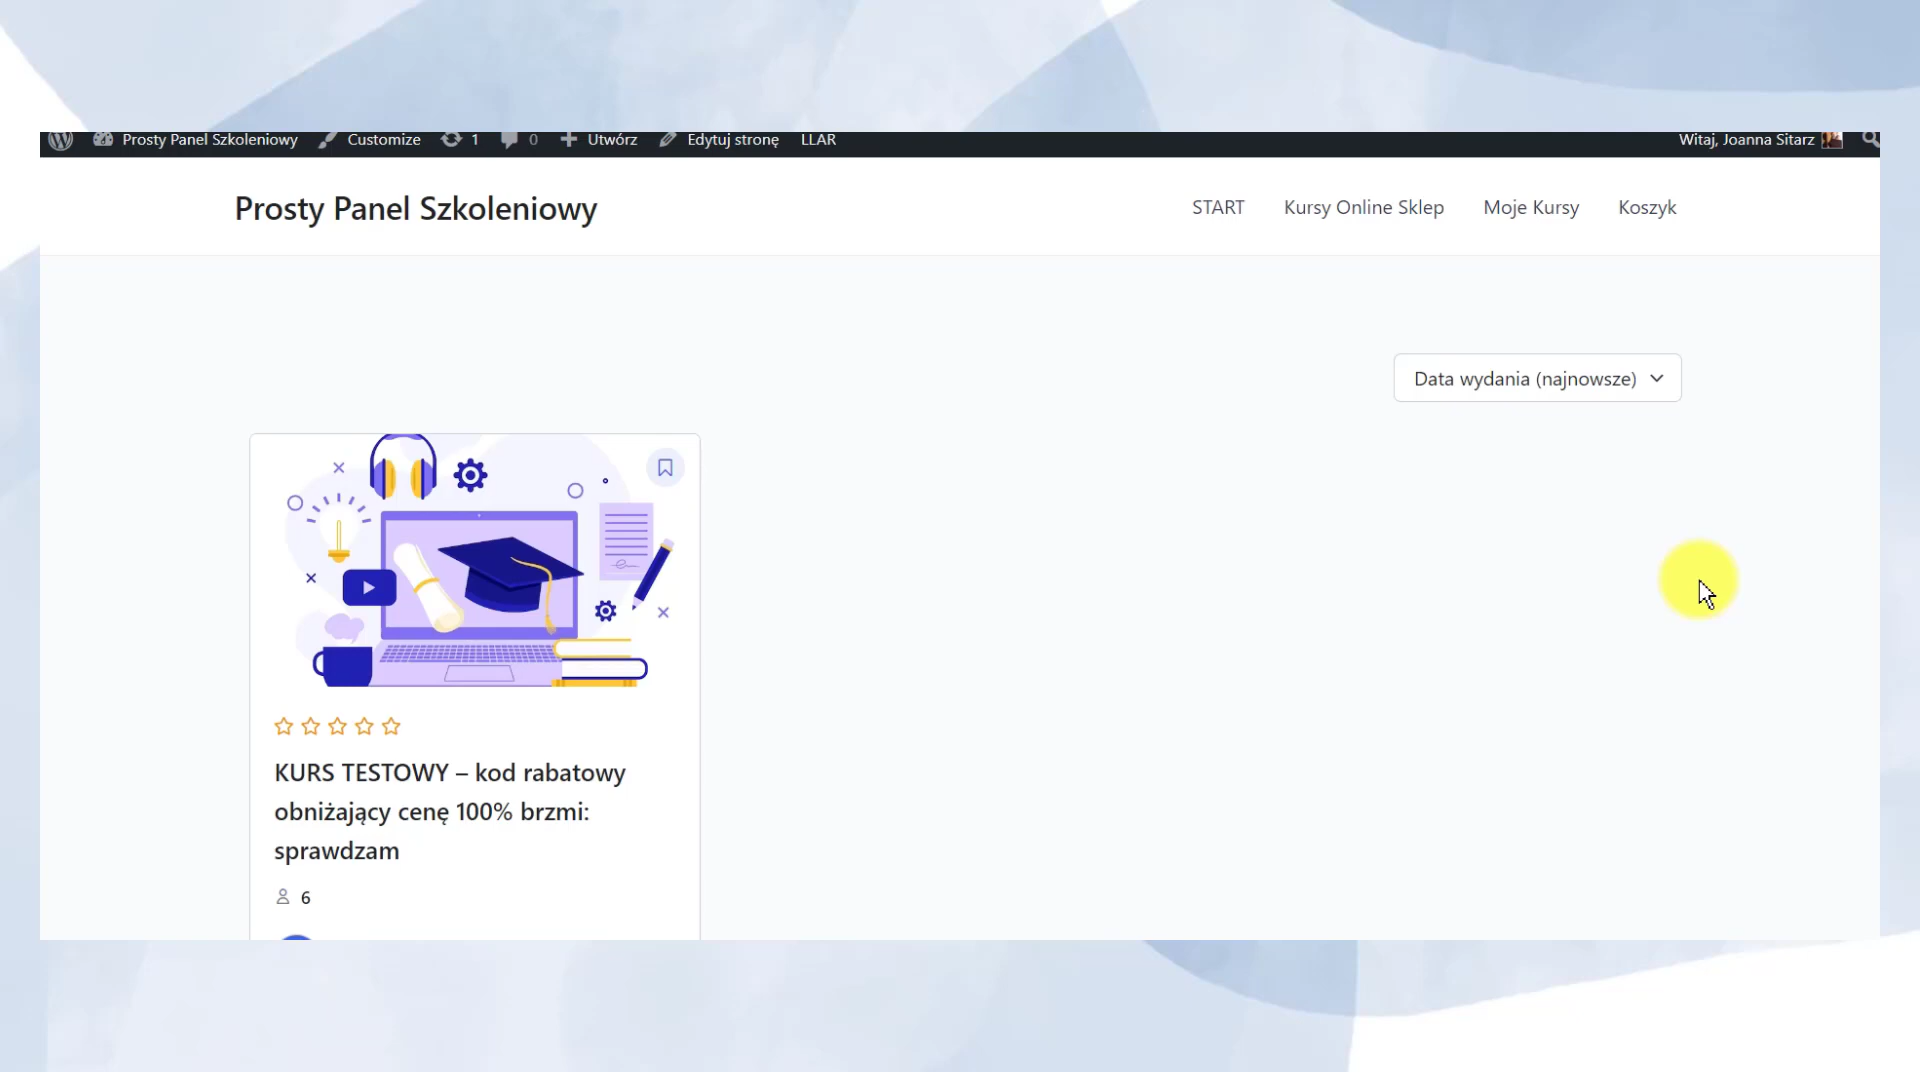 Prosty Panel Szkoleniowy Customize 1 0 Utwórz Edytuj stronę LLAR Witaj, Joanna Sitarz
Prosty Panel Szkoleniowy
START Kursy Online Sklep Moje Kursy Koszyk
Data wydania (najnowsze)
KURS TESTOWY – kod rabatowy
obniżający cenę 100% brzmi:
sprawdzam
6